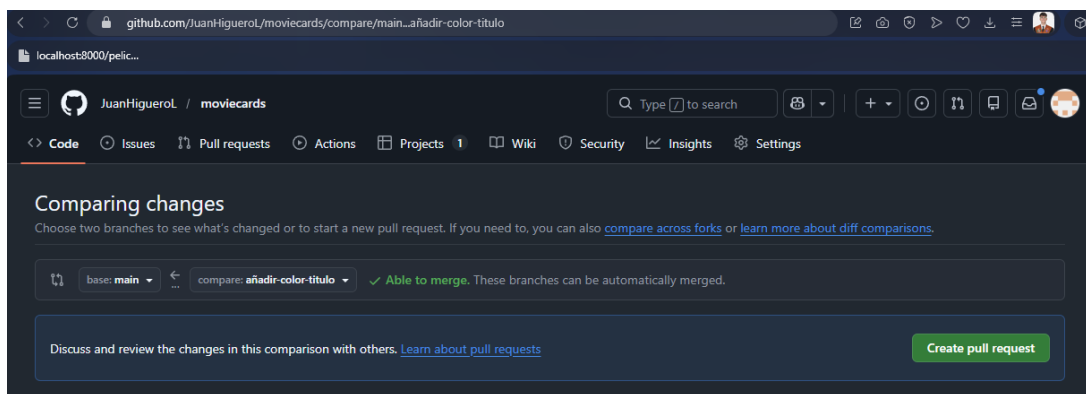 github.com/JuanHigueroL/moviecards/compare/main...añadir-color-titulo
localhost:8000/pelic...
JuanHigueroL / moviecards
Type / to search
Code Issues Pull requests Actions Projects 1 Wiki Security Insights Settings
Comparing changes
Choose two branches to see what's changed or to start a new pull request. If you need to, you can also compare across forks or learn more about diff comparisons.
base: main ... compare: añadir-color-titulo Able to merge. These branches can be automatically merged.
Discuss and review the changes in this comparison with others. Learn about pull requests Create pull request